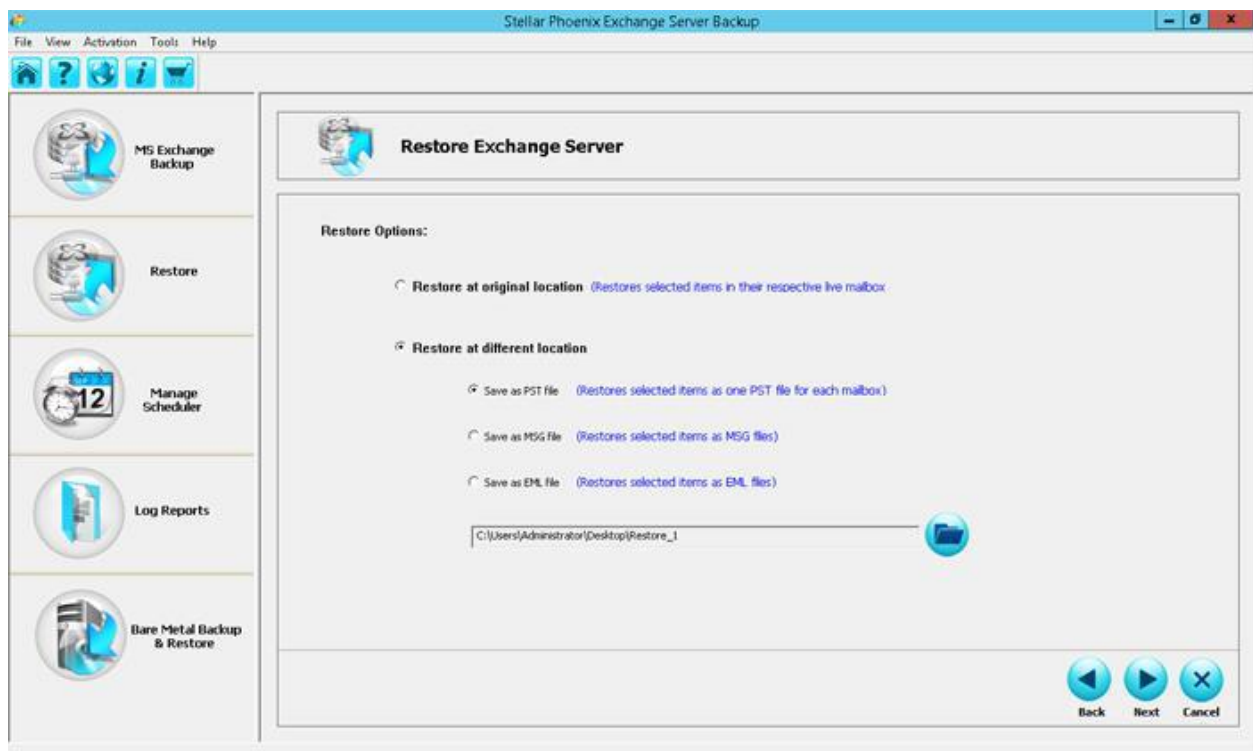 Stellar Phoenix Exchange Server Backup
File View Activation Tools Help
MS Exchange
Backup
Restore
12
Manage
Scheduler
Log Reports
Bare Metal Backup
& Restore
Restore Exchange Server
Restore Options:
Restore at original location (Restores selected items in their respective live mailbox
Restore at different location
Save as PST file (Restores selected items as one PST file for each mailbox)
Save as MSG file (Restores selected items as MSG files)
Save as EML file (Restores selected items as EML files)
C:\Users\Administrator\Desktop\Restore_1
Back Next Cancel